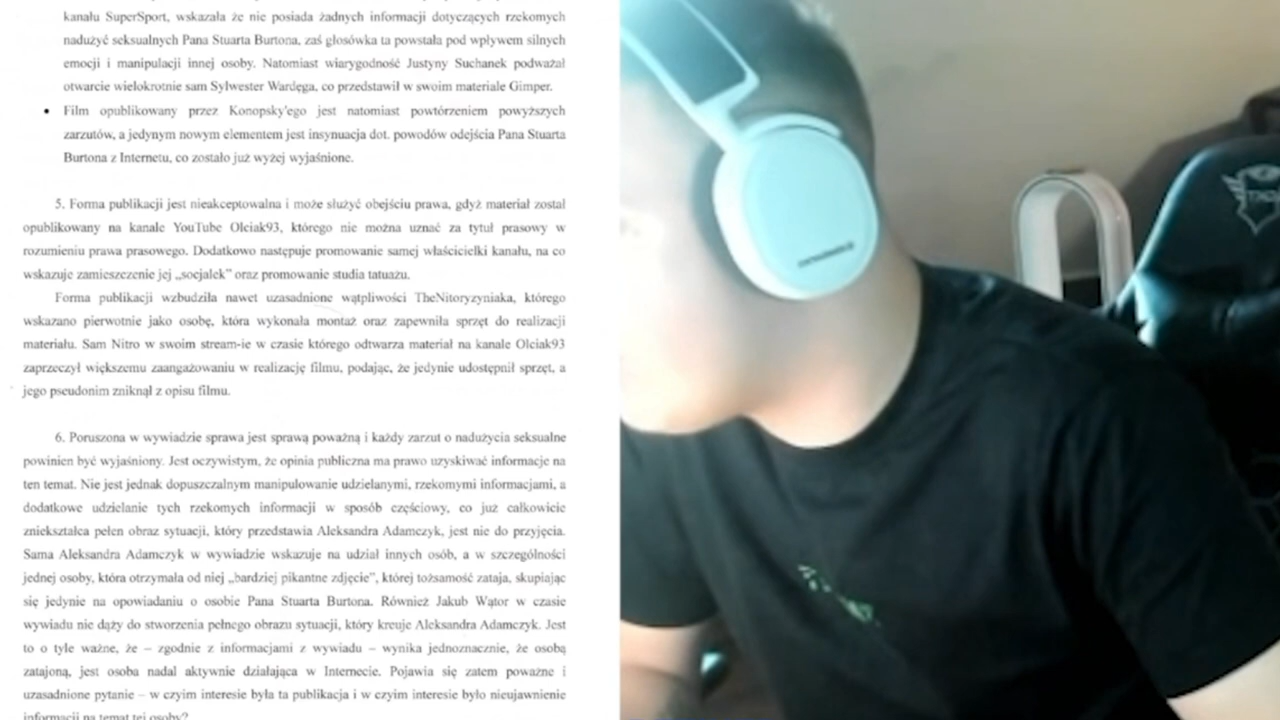 kanału SuperSport, wskazała że nie posiada żadnych informacji dotyczących rzekomych
nadużyć seksualnych Pana Stuarta Burtona, zaś głosówka ta powstała pod wpływem silnych
emocji i manipulacji innej osoby. Natomiast wiarygodność Justyny Suchanek podważał
otwarcie wielokrotnie sam Sylwester Wardęga, co przedstawił w swoim materiale Gimper.
• Film opublikowany przez Konopsky'ego jest natomiast powtórzeniem powyższych
zarzutów, a jedynym nowym elementem jest insynuacja dot. powodów odejścia Pana Stuarta
Burtona z Internetu, co zostało już wyżej wyjaśnione.
5. Forma publikacji jest nieakceptowalna i może służyć obejściu prawa, gdyż materiał został
opublikowany na kanale YouTube Olciak93, którego nie można uznać za tytuł prasowy w
rozumieniu prawa prasowego. Dodatkowo następuje promowanie samej właścicielki kanału, na co
wskazuje zamieszczenie jej „socjalek” oraz promowanie studia tatuażu.
Forma publikacji wzbudziła nawet uzasadnione wątpliwości TheNitoryzyniaka, którego
wskazano pierwotnie jako osobę, która wykonała montaż oraz zapewniła sprzęt do realizacji
materiału. Sam Nitro w swoim stream-ie w czasie którego odtwarza materiał na kanale Olciak93
zaprzeczył większemu zaangażowaniu w realizację filmu, podając, że jedynie udostępnił sprzęt, a
jego pseudonim zniknął z opisu filmu.
6. Poruszona w wywiadzie sprawa jest sprawą poważną i każdy zarzut o nadużycia seksualne
powinien być wyjaśniony. Jest oczywistym, że opinia publiczna ma prawo uzyskiwać informacje na
ten temat. Nie jest jednak dopuszczalnym manipulowanie udzielanymi, rzekomymi informacjami, a
dodatkowe udzielanie tych rzekomych informacji w sposób częściowy, co już całkowicie
zniekształca pełen obraz sytuacji, który przedstawia Aleksandra Adamczyk, jest nie do przyjęcia.
Sama Aleksandra Adamczyk w wywiadzie wskazuje na udział innych osób, a w szczególności
jednej osoby, która otrzymała od niej „bardziej pikantne zdjęcie”, której tożsamość zataja, skupiając
się jedynie na opowiadaniu o osobie Pana Stuarta Burtona. Również Jakub Wątor w czasie
wywiadu nie dąży do stworzenia pełnego obrazu sytuacji, który kreuje Aleksandra Adamczyk. Jest
to o tyle ważne, że – zgodnie z informacjami z wywiadu – wynika jednoznacznie, że osobą
zatajoną, jest osoba nadal aktywnie działająca w Internecie. Pojawia się zatem poważne i
uzasadnione pytanie – w czyim interesie była ta publikacja i w czyim interesie było nieujawnienie
informacji na temat tej osoby?